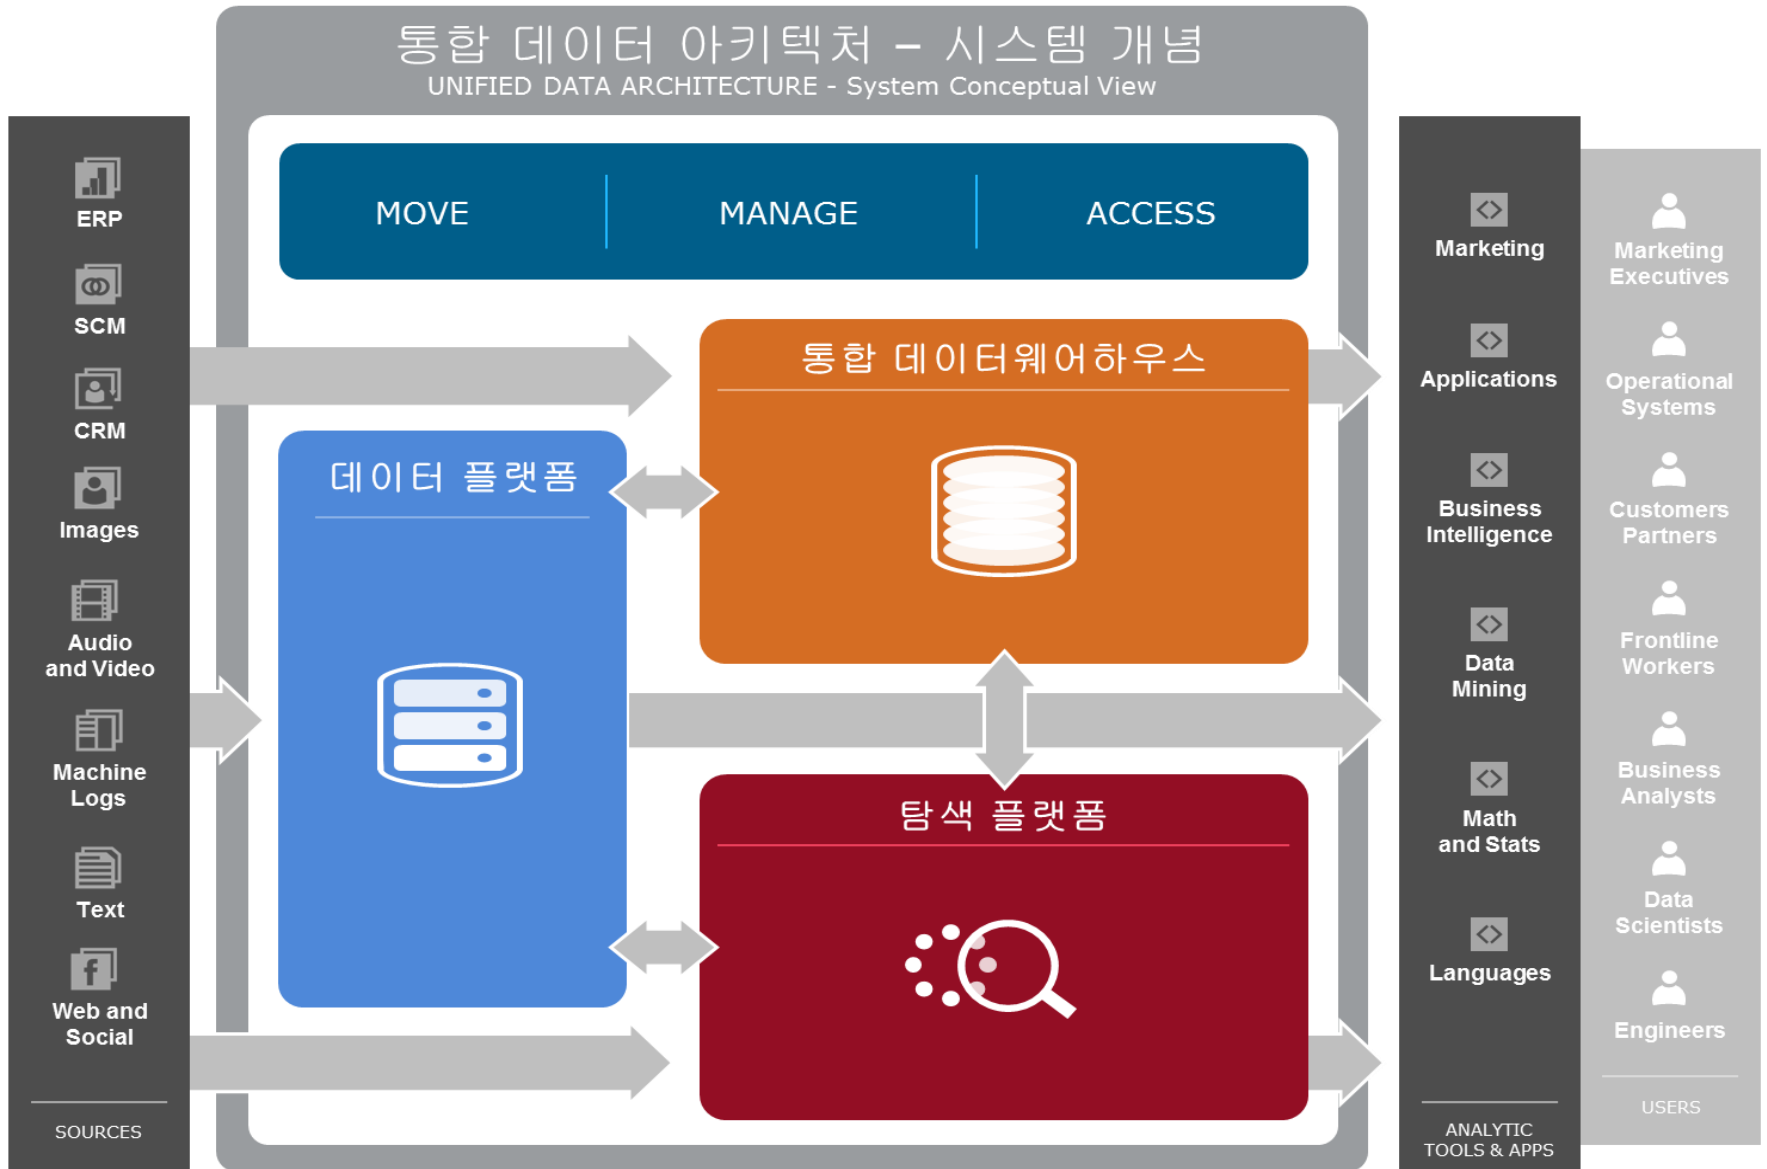 통합 데이터 아키텍처 – 시스템 개념
UNIFIED DATA ARCHITECTURE - System Conceptual View
ERP
SCM
CRM
Images
Audio
and Video
Machine
Logs
Text
Web and
Social
SOURCES
MOVE
MANAGE
ACCESS
통합 데이터웨어하우스
데이터 플랫폼
탐색 플랫폼
Marketing
Applications
Business
Intelligence
Data
Mining
Math
and Stats
Languages
ANALYTIC
TOOLS & APPS
Marketing
Executives
Operational
Systems
Customers
Partners
Frontline
Workers
Business
Analysts
Data
Scientists
Engineers
USERS